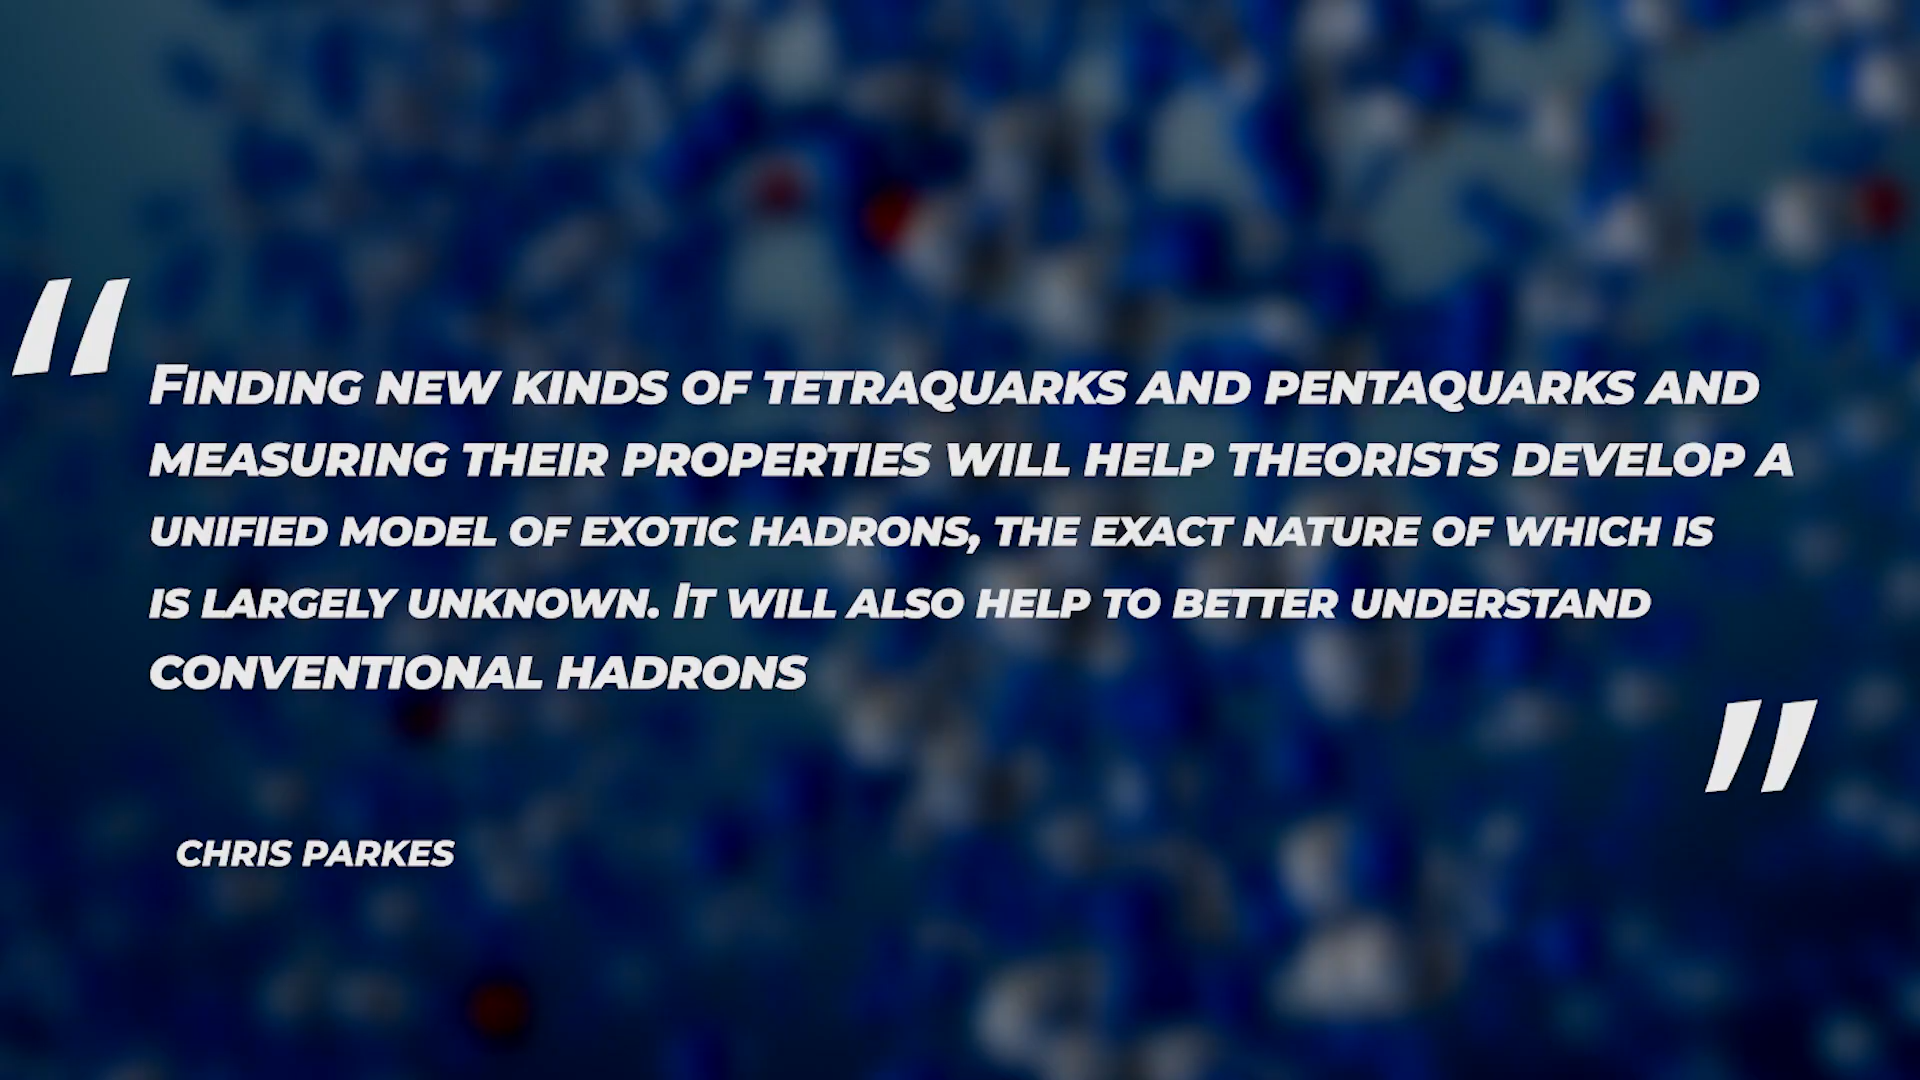 “
Finding new kinds of tetraquarks and pentaquarks and
measuring their properties will help theorists develop a
unified model of exotic hadrons, the exact nature of which is
is largely unknown. It will also help to better understand
conventional hadrons
”
chris parkes